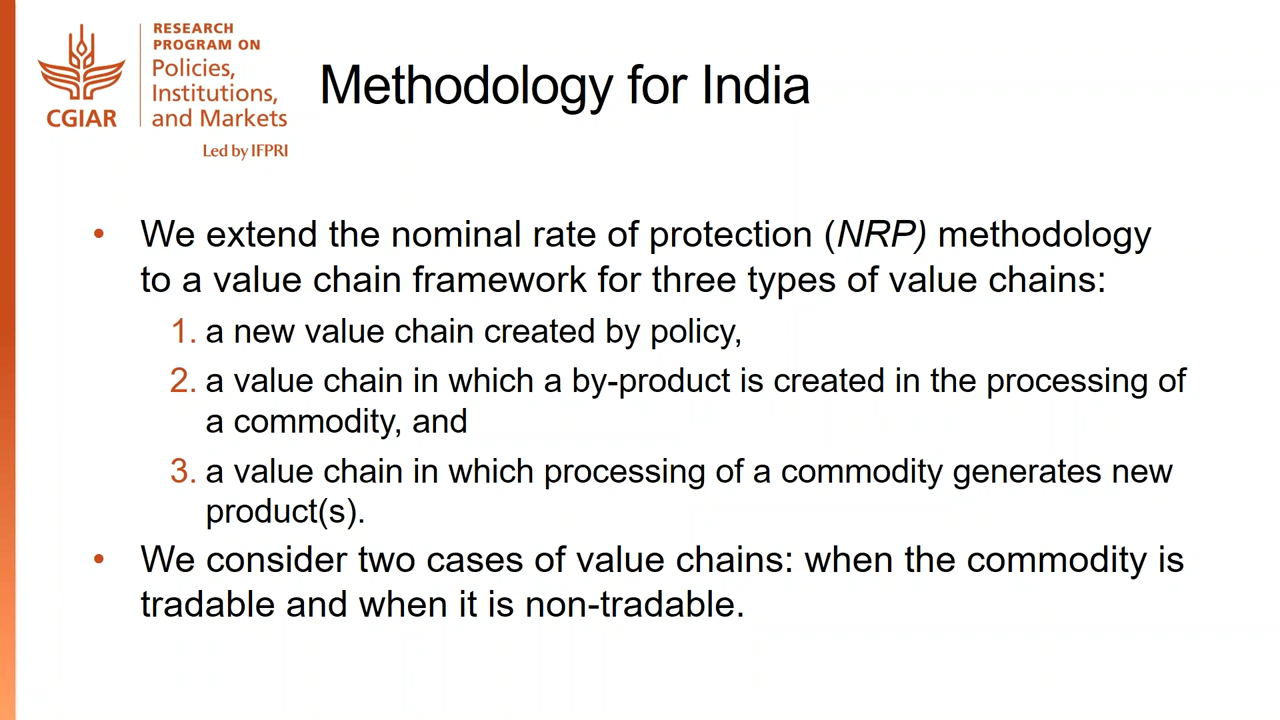 RESEARCH
PROGRAM ON
Policies,
Institutions,
and Markets
CGIAR
Led by IFPRI
Methodology for India
• We extend the nominal rate of protection (NRP) methodology
to a value chain framework for three types of value chains:
1. a new value chain created by policy,
2. a value chain in which a by-product is created in the processing of
a commodity, and
3. a value chain in which processing of a commodity generates new
product(s).
• We consider two cases of value chains: when the commodity is
tradable and when it is non-tradable.